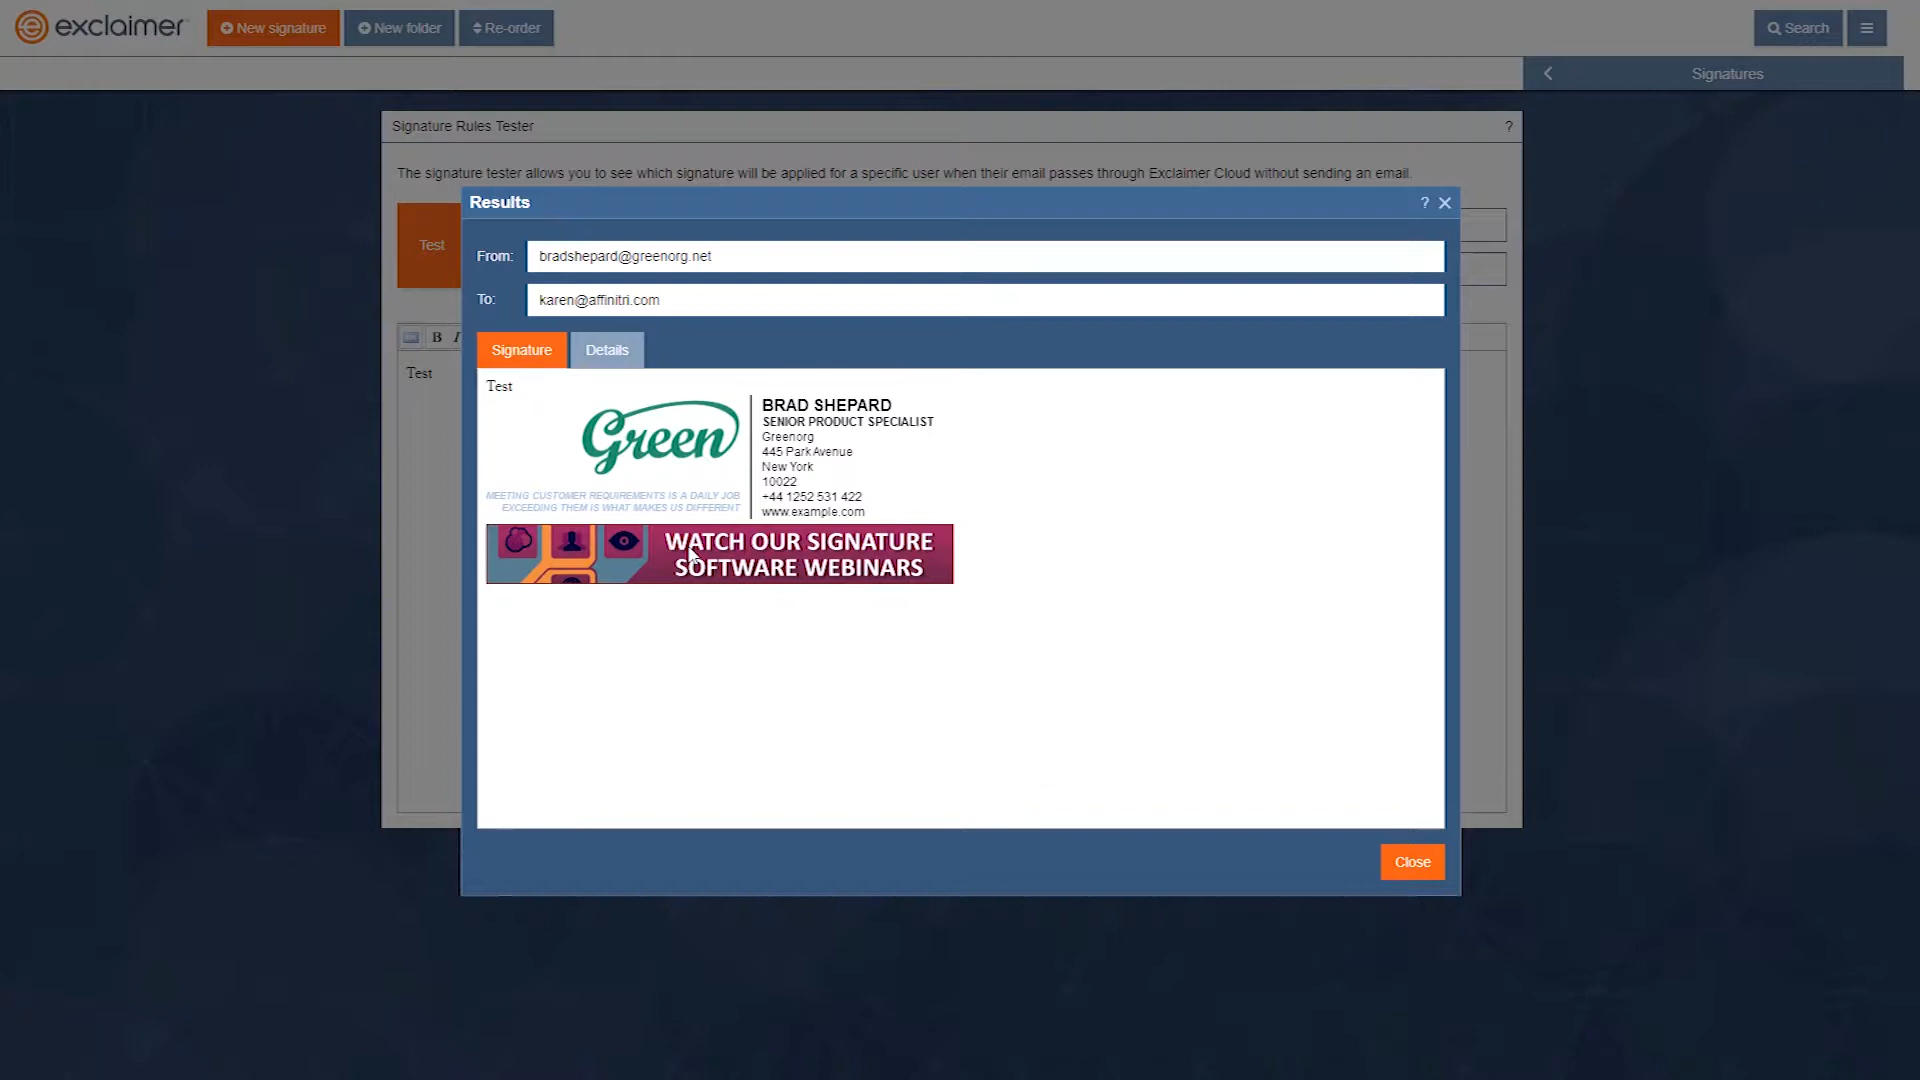 exclaimer
New signature
New folder
Re-order
Search
Signatures
Signature Rules Tester
?
The signature tester allows you to see which signature will be applied for a specific user when their email passes through Exclaimer Cloud without sending an email.
Test
B I
Test
Results
?
From:
bradshepard@greenorg.net
To:
karen@affinitri.com
Signature
Details
Test
Green
MEETING CUSTOMER REQUIREMENTS IS A DAILY JOB
EXCEEDING THEM IS WHAT MAKES US DIFFERENT
BRAD SHEPARD
SENIOR PRODUCT SPECIALIST
Greenorg
445 Park Avenue
New York
10022
+44 1252 531 422
www.example.com
WATCH OUR SIGNATURE
SOFTWARE WEBINARS
Close